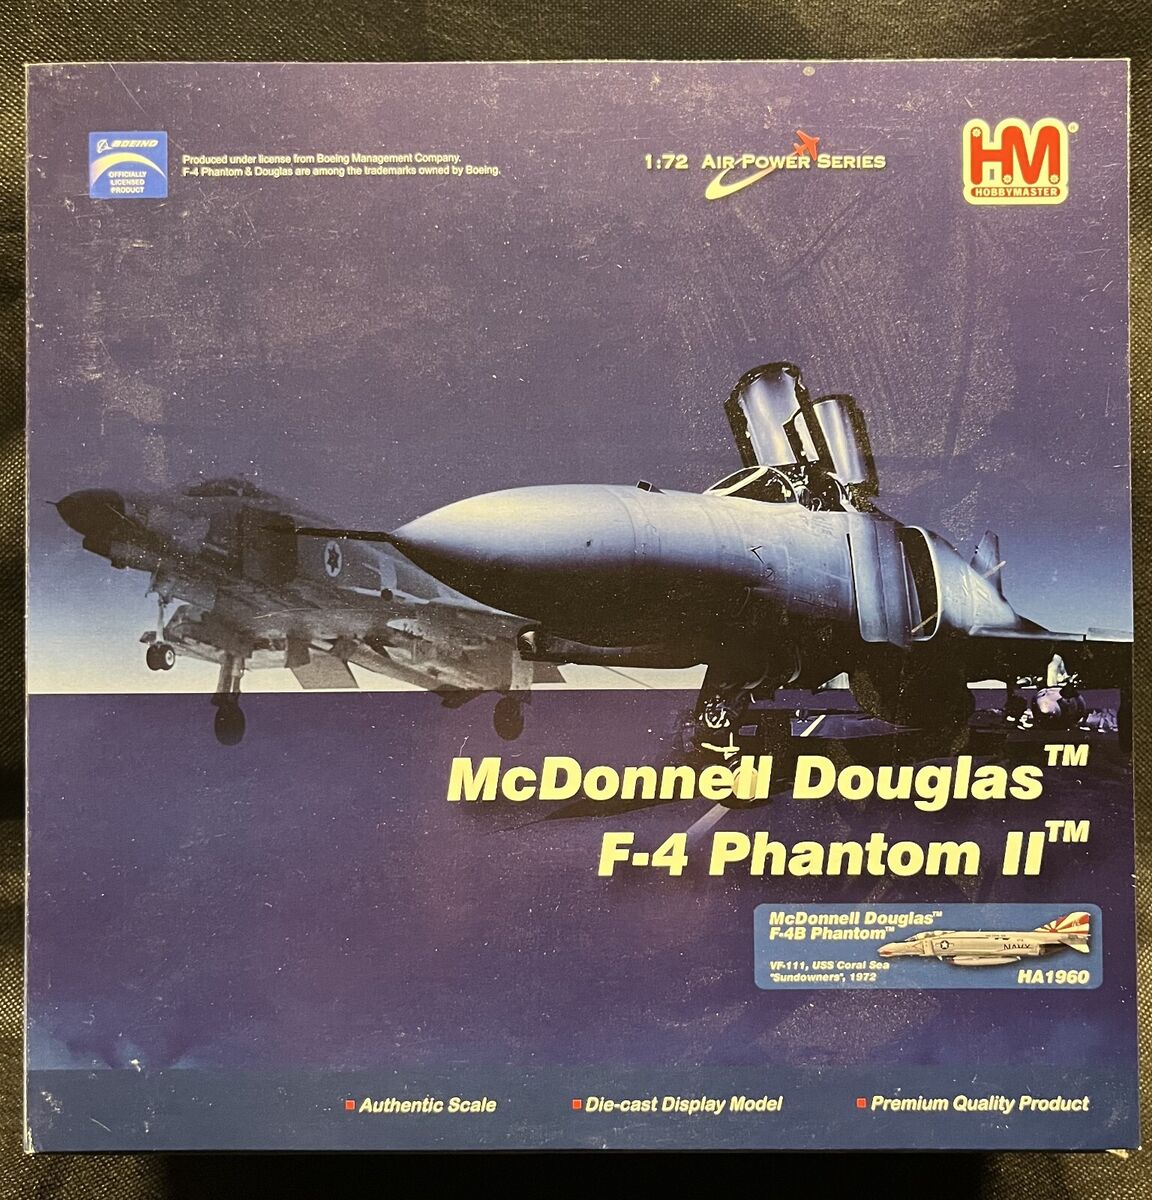 BOEING
OFFICIALLY
LICENSED
PRODUCT
Produced under license from Boeing Management Company.
F-4 Phantom & Douglas are among the trademarks owned by Boeing.
1:72 AIR POWER SERIES
HM®
HOBBYMASTER
McDonnell Douglas™
F-4 Phantom II™
McDonnell Douglas™
F-4B Phantom™
VF-111, USS Coral Sea
"Sundowners", 1972
NAVY
HA1960
Authentic Scale
Die-cast Display Model
Premium Quality Product